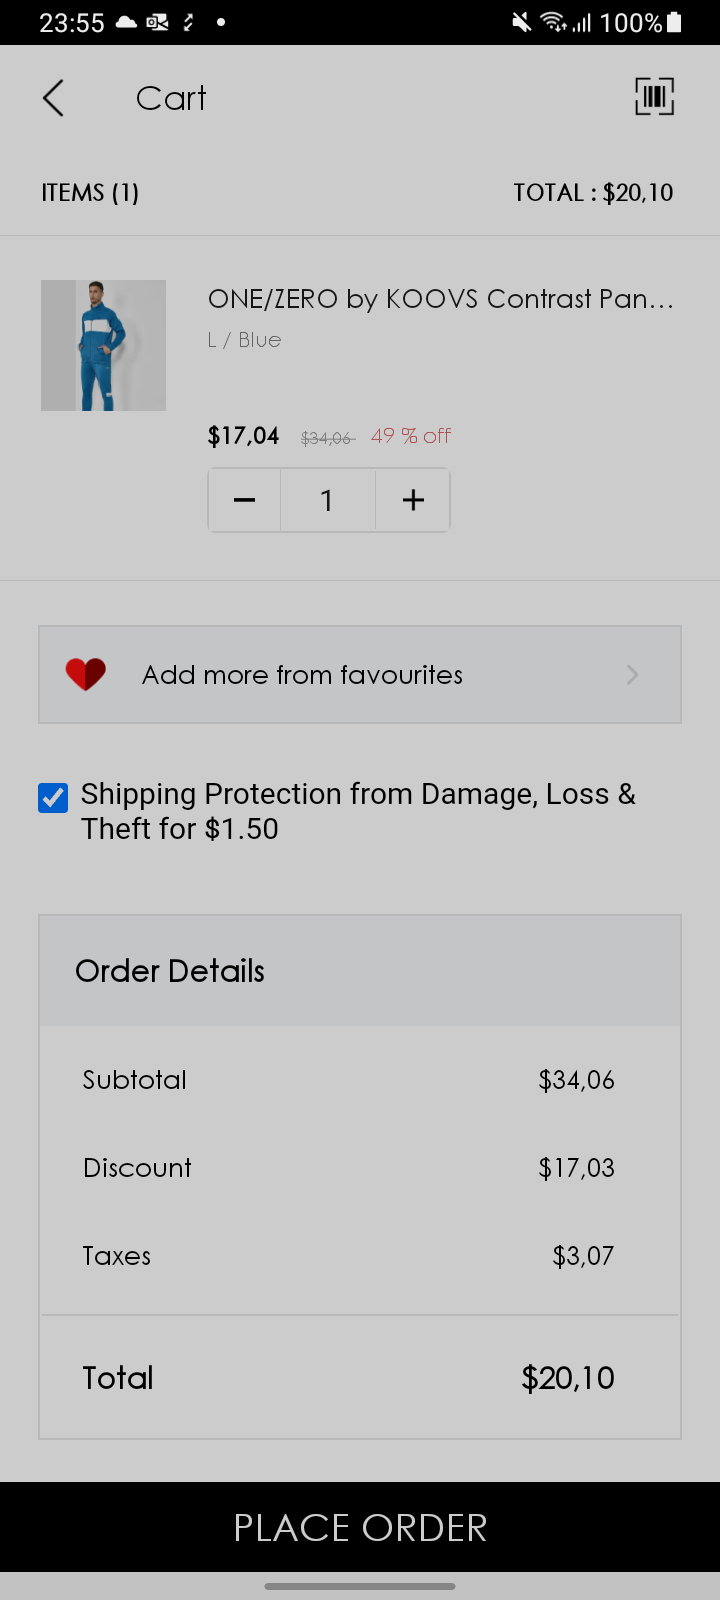 23:55 100%
Cart
ITEMS (1) TOTAL : $20,10
ONE/ZERO by KOOVS Contrast Pan...
L / Blue
$17,04 $34,06 49 % off
1
Add more from favourites
Shipping Protection from Damage, Loss &
Theft for $1.50
Order Details
Subtotal $34,06
Discount $17,03
Taxes $3,07
Total $20,10
PLACE ORDER